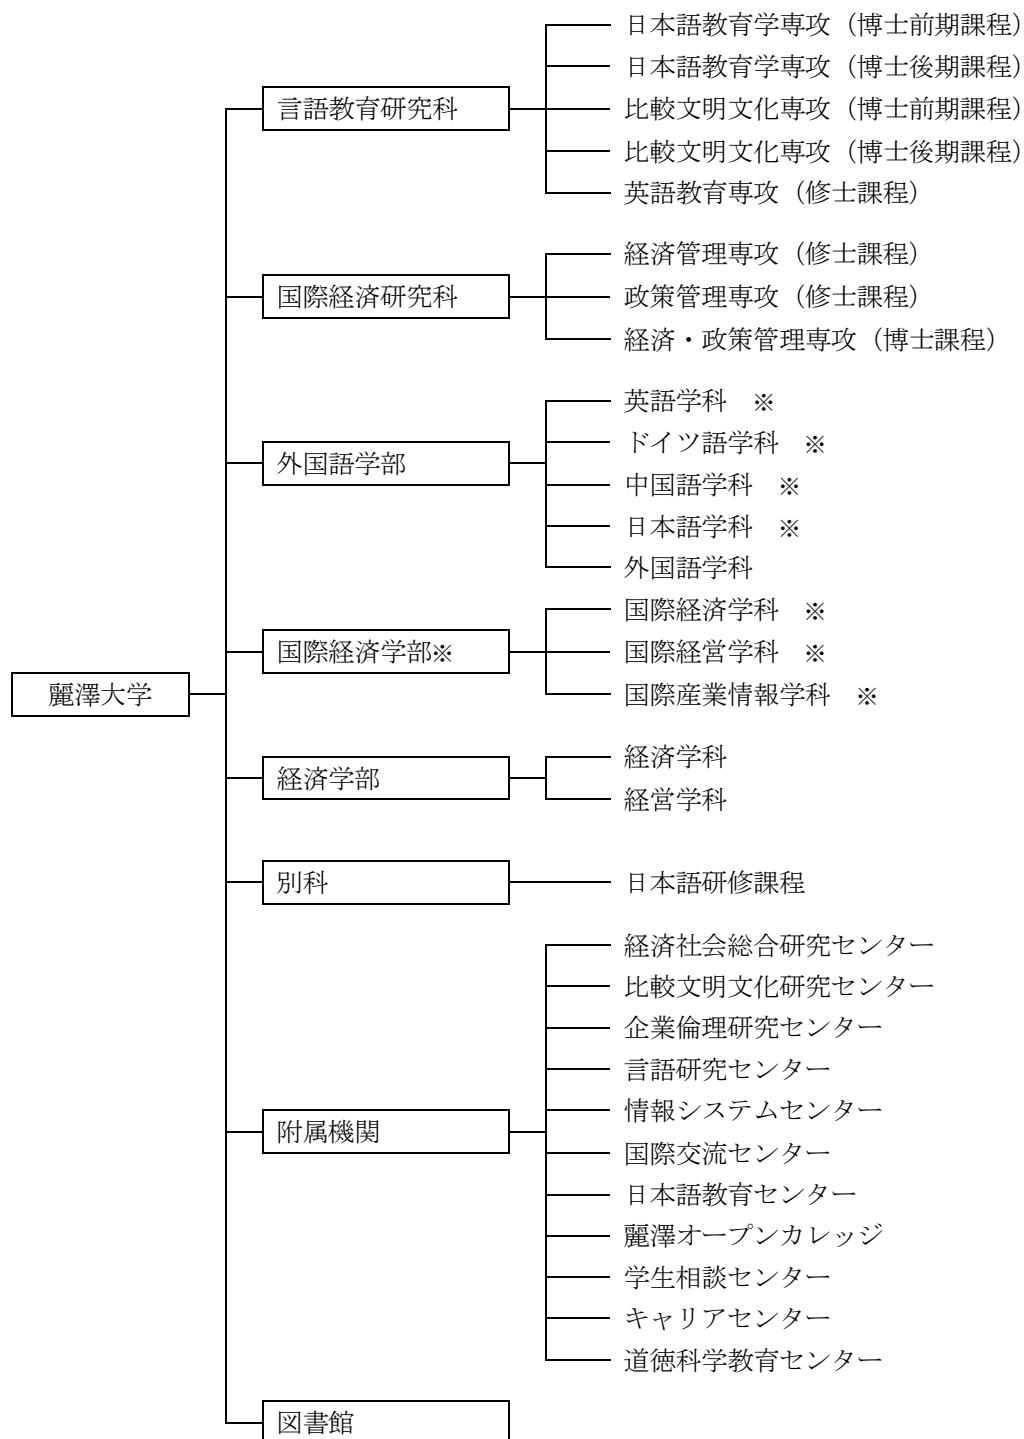 麗澤大学
言語教育研究科
日本語教育学専攻（博士前期課程）
日本語教育学専攻（博士後期課程）
比較文明文化専攻（博士前期課程）
比較文明文化専攻（博士後期課程）
英語教育専攻（修士課程）
国際経済研究科
経済管理専攻（修士課程）
政策管理専攻（修士課程）
経済・政策管理専攻（博士課程）
外国語学部
英語学科　※
ドイツ語学科　※
中国語学科　※
日本語学科　※
外国語学科
国際経済学部※
国際経済学科　※
国際経営学科　※
国際産業情報学科　※
経済学部
経済学科
経営学科
別科
日本語研修課程
附属機関
経済社会総合研究センター
比較文明文化研究センター
企業倫理研究センター
言語研究センター
情報システムセンター
国際交流センター
日本語教育センター
麗澤オープンカレッジ
学生相談センター
キャリアセンター
道徳科学教育センター
図書館